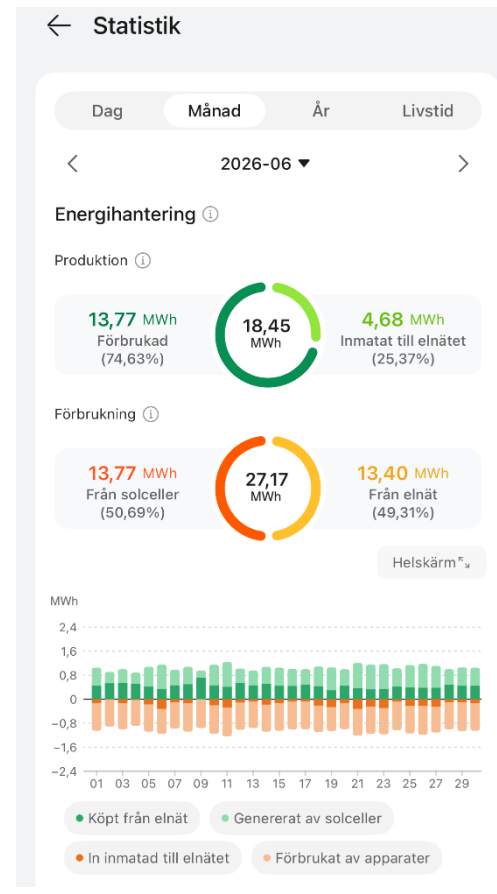 Statistik
Dag Månad År Livstid
2026-06
Energihantering
Produktion
13,77 MWh
Förbrukad
(74,63%)
18,45
MWh
4,68 MWh
Inmatat till elnätet
(25,37%)
Förbrukning
13,77 MWh
Från solceller
(50,69%)
27,17
MWh
13,40 MWh
Från elnät
(49,31%)
Helskärm
MWh
2,4
1,6
0,8
0
−0,8
−1,6
−2,4
01 03 05 07 09 11 13 15 17 19 21 23 25 27 29
Köpt från elnät
Genererat av solceller
In inmatad till elnätet
Förbrukat av apparater